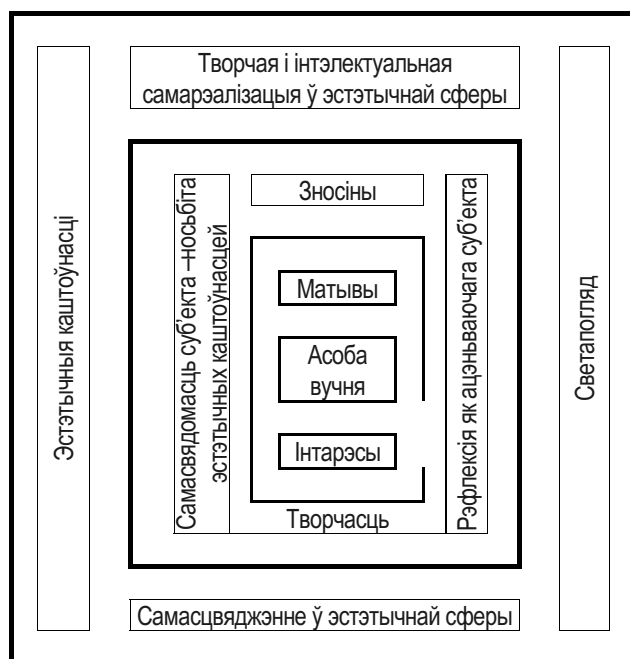 Творчая і інтэлектуальная
самарэалізацыя ў эстэтычнай сферы
Эстэтычныя каштоўнасці
Самасвядомасць суб’екта –носьбіта
эстэтычных каштоўнасцей
Зносіны
Матывы
Асоба
вучня
Інтарэсы
Творчасць
Рэфлексія як ацэньваючага суб’екта
Светапогляд
Самасцвяджэнне ў эстэтычнай сферы